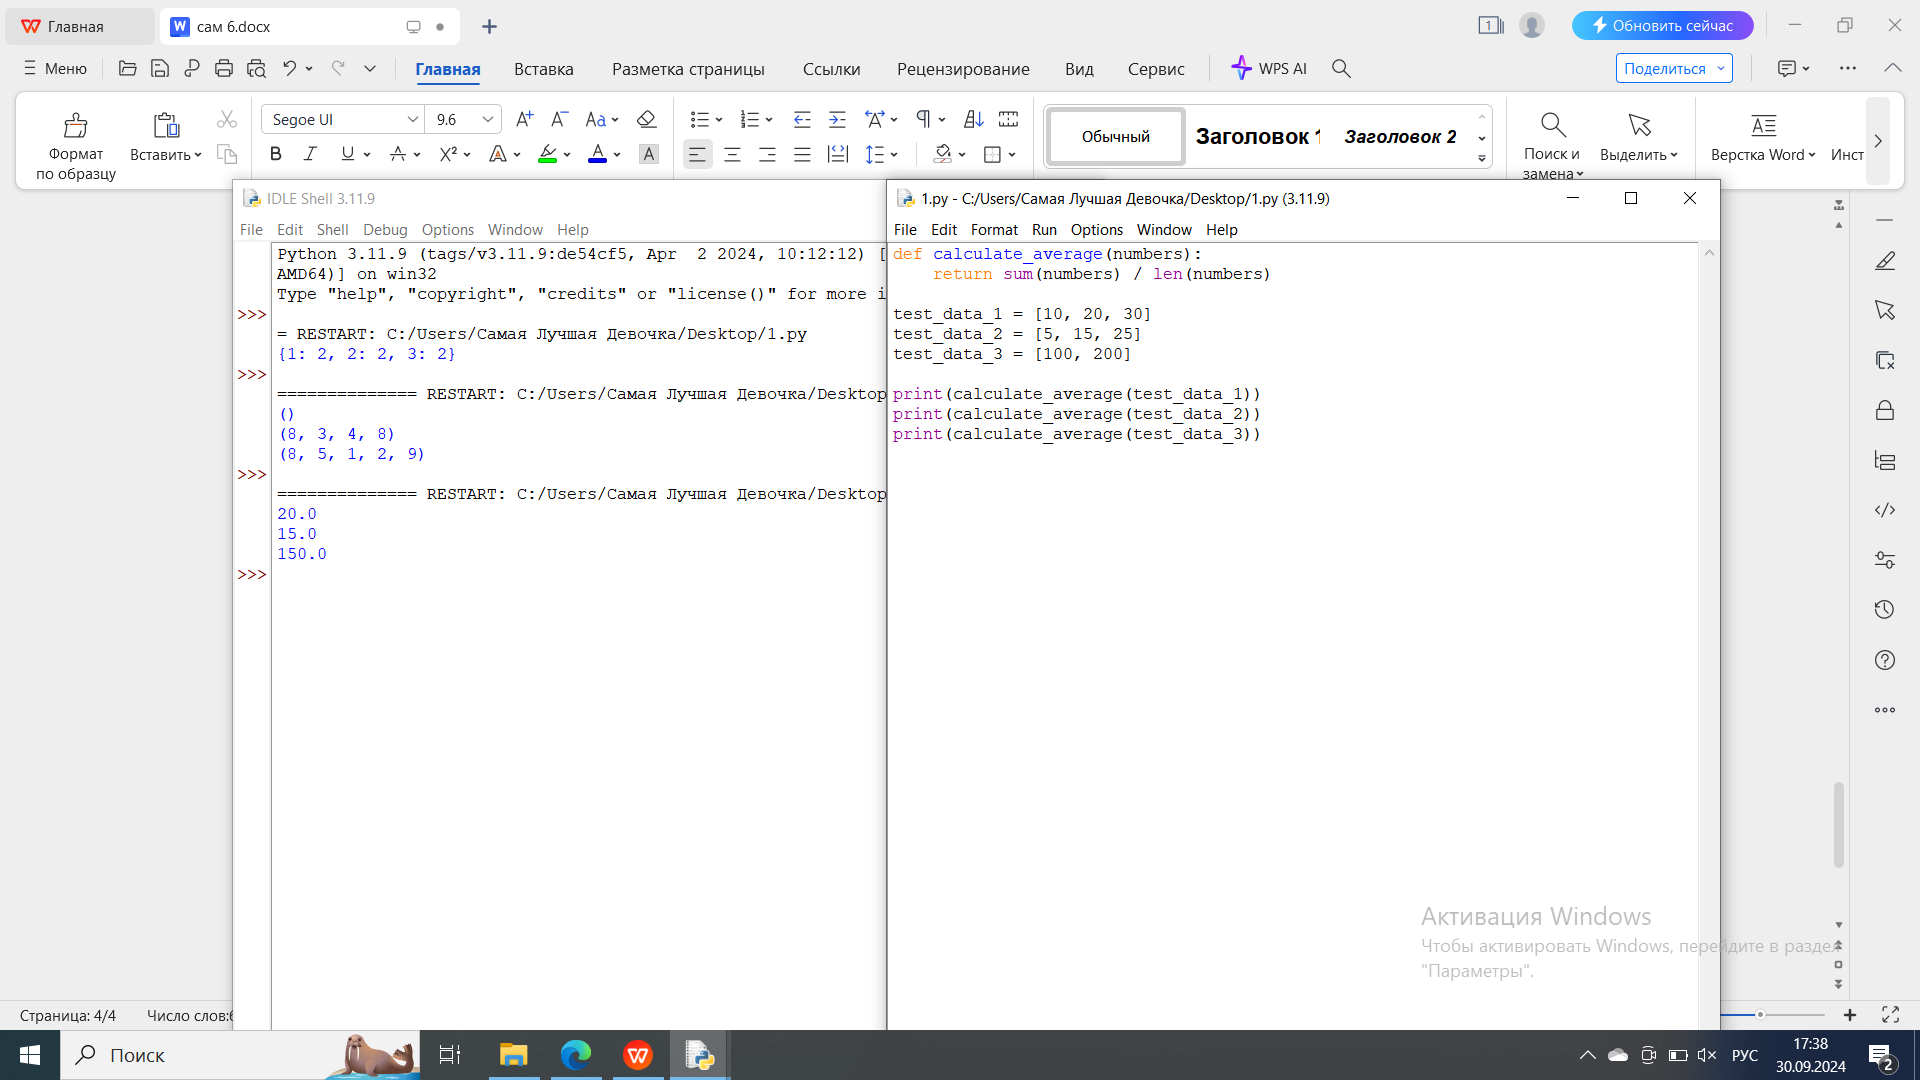 Главная
сам 6.docx
1
Обновить сейчас
Меню
Главная
Вставка
Разметка страницы
Ссылки
Рецензирование
Вид
Сервис
WPS AI
Поделиться
Формат
по образцу
Вставить
Segoe UI
9.6
Обычный
Заголовок 1
Заголовок 2
Поиск и
замена
Выделить
Верстка Word
Инст
IDLE Shell 3.11.9
File Edit Shell Debug Options Window Help
Python 3.11.9 (tags/v3.11.9:de54cf5, Apr  2 2024, 10:12:12) [
AMD64)] on win32
Type "help", "copyright", "credits" or "license()" for more i
>>>
= RESTART: C:/Users/Самая Лучшая Девочка/Desktop/1.py
{1: 2, 2: 2, 3: 2}
>>>
============== RESTART: C:/Users/Самая Лучшая Девочка/Desktop
()
(8, 3, 4, 8)
(8, 5, 1, 2, 9)
>>>
============== RESTART: C:/Users/Самая Лучшая Девочка/Desktop
20.0
15.0
150.0
>>>
1.py - C:/Users/Самая Лучшая Девочка/Desktop/1.py (3.11.9)
File Edit Format Run Options Window Help
def calculate_average(numbers):
    return sum(numbers) / len(numbers)
test_data_1 = [10, 20, 30]
test_data_2 = [5, 15, 25]
test_data_3 = [100, 200]
print(calculate_average(test_data_1))
print(calculate_average(test_data_2))
print(calculate_average(test_data_3))
Активация Windows
Чтобы активировать Windows, перейдите в раздел
"Параметры".
Страница: 4/4
Число слов:
Поиск
РУС
17:38
30.09.2024
2